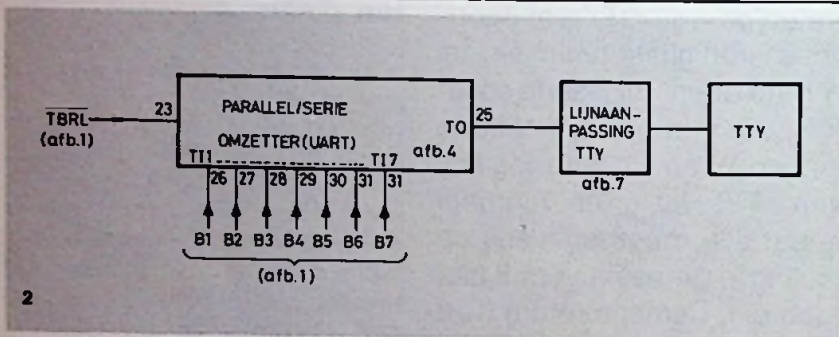 TBRL
(afb.1)
23
PARALLEL/SERIE
OMZETTER(UART)
TI1 TI7
TO
afb.4
25
26 27 28 29 30 31 31
B1 B2 B3 B4 B5 B6 B7
(afb.1)
LIJNAAN-
PASSING
TTY
afb.7
TTY
2